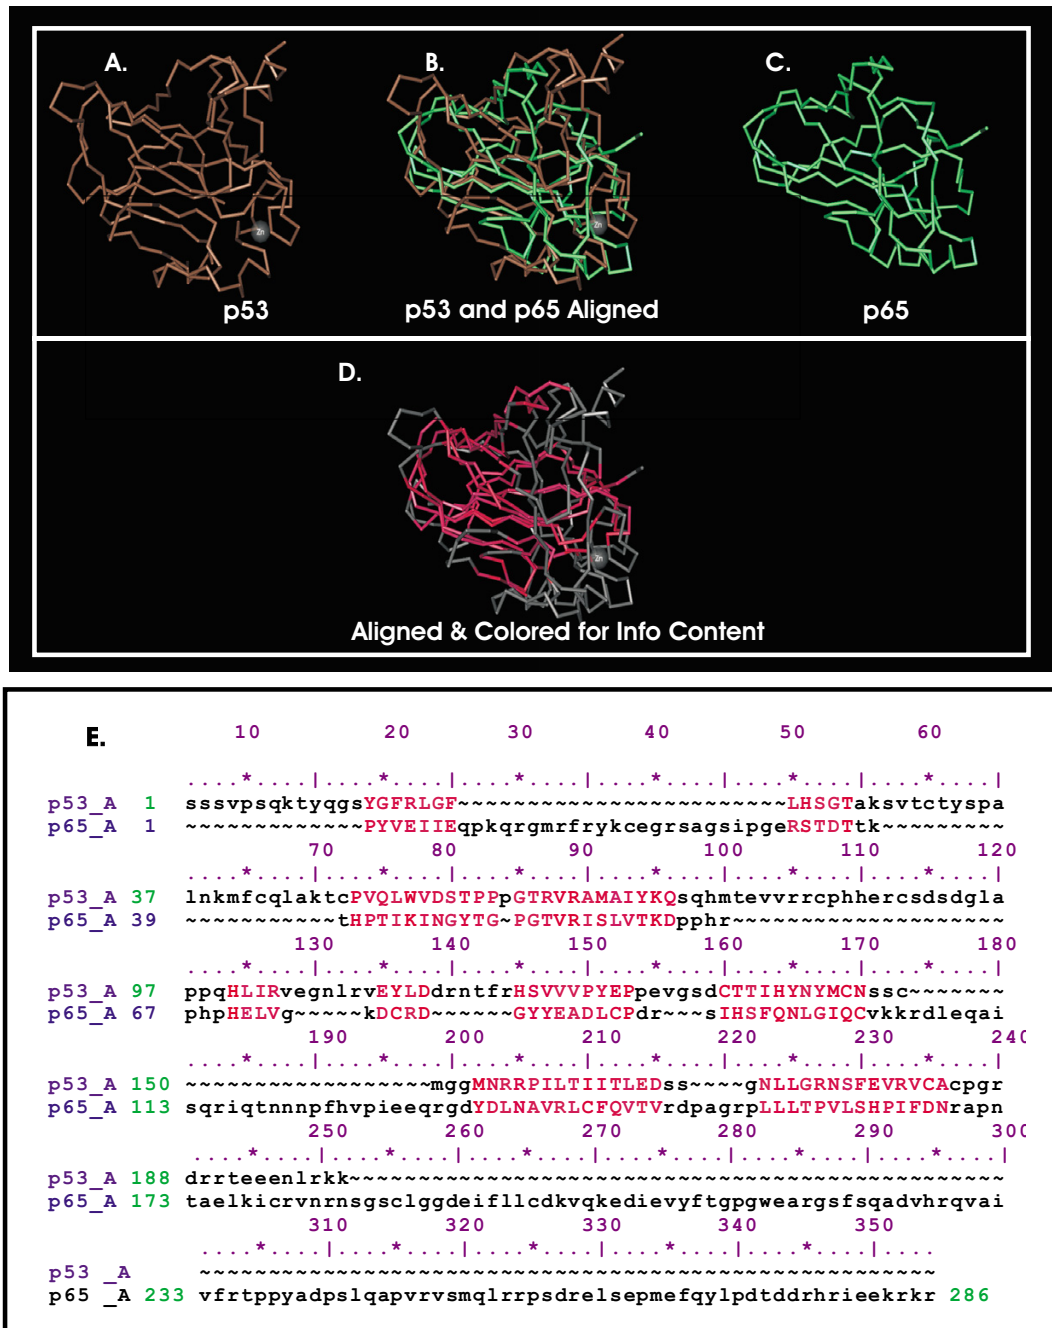 A.
B.
C.
Zn
Zn
p53
p53 and p65 Aligned
p65
D.
Zn
Aligned & Colored for Info Content
E.
10 20 30 40 50 60
....*....|....*....|....*....|....*....|....*....|....*....|
p53_A 1 sssvpsqktyqgsYGFRLGF~~~~~~~~~~~~~~~~~~~~~~~~LHSGTaksvtctyspa
p65_A 1 ~~~~~~~~~~~~~PYVEIIEqpkqrgmrfrykcegrsagsipgeRSTDTtk~~~~~~~~~
70 80 90 100 110 120
....*....|....*....|....*....|....*....|....*....|....*....|
p53_A 37 lnkmfcqlaktcPVQLWVDSTPPpGTRVRAMAIYKQsqhmtevvrrcphhercsdsdgla
p65_A 39 ~~~~~~~~~~~tHPTIKINGYTG~PGTVRISLVTKDpphr~~~~~~~~~~~~~~~~~~~~
130 140 150 160 170 180
....*....|....*....|....*....|....*....|....*....|....*....|
p53_A 97 ppqHLIRvegnlrvEYLDdrntfrHSVVVPYEPpevgsdCTTIHYNYMCNssc~~~~~~~
p65_A 67 phpHELVg~~~~~kDCRD~~~~~~GYYEADLCPdr~~~sIHSFQNLGIQCvkkrdleqai
190 200 210 220 230 240
....*....|....*....|....*....|....*....|....*....|....*....|
p53_A 150 ~~~~~~~~~~~~~~~~~~mggMNRRPILTIITLEDss~~~~gNLLGRNSFEVRVCAcpgr
p65_A 113 sqriqtnnnpfhvpieeqrgdYDLNAVRLCFQVTVrdpagrpLLLTPVLSHPIFDNrapn
250 260 270 280 290 300
....*....|....*....|....*....|....*....|....*....|....*....|
p53_A 188 drrteeenlrkk~~~~~~~~~~~~~~~~~~~~~~~~~~~~~~~~~~~~~~~~~~~~~~~~
p65_A 173 taelkicrvnrnsgsclggdeifllcdkvqkedievyftgpgweargsfsqadvhrqvai
310 320 330 340 350
....*....|....*....|....*....|....*....|....*....|....
p53 _A ~~~~~~~~~~~~~~~~~~~~~~~~~~~~~~~~~~~~~~~~~~~~~~~~~~~~~~
p65 _A 233 vfrtppyadpslqapvrvsmqlrrpsdrelsepmefqylpdtddrhrieekrkr 286